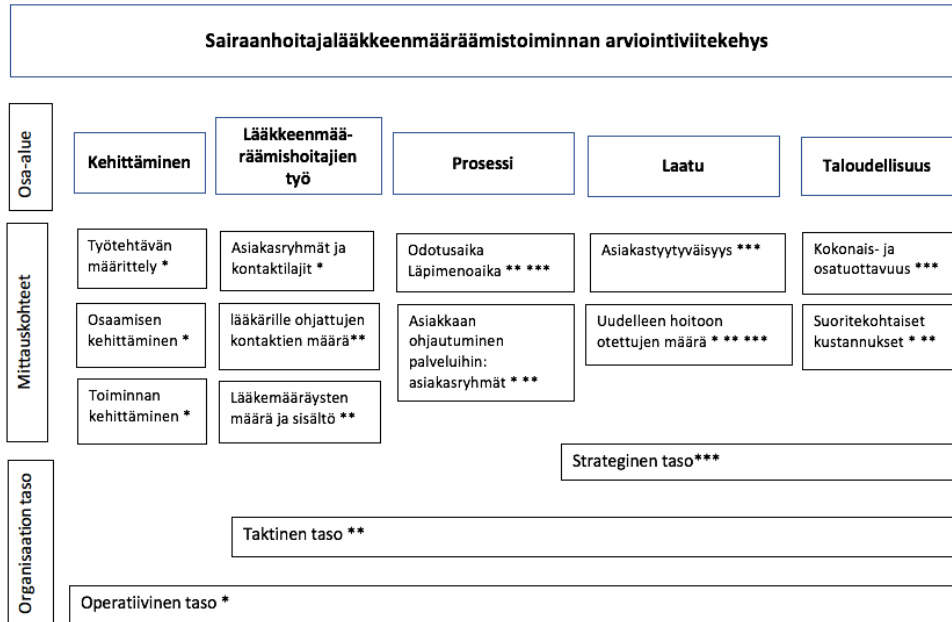 Sairaanhoitajalääkkeenmääräämistoiminnan arviointiviitekehys
Osa-alue
Kehittäminen
Lääkkeenmää-
räämishoitajien
työ
Prosessi
Laatu
Taloudellisuus
Mittauskohteet
Työtehtävän
määrittely *
Osaamisen
kehittäminen *
Toiminnan
kehittäminen *
Asiakasryhmät ja
kontaktilajit *
lääkärille ohjattujen
kontaktien määrä**
Lääkemääräysten
määrä ja sisältö **
Odotusaika
Läpimenoaika ** ***
Asiakkaan
ohjautuminen
palveluihin:
asiakasryhmät * **
Asiakastyytyväisyys ***
Uudelleen hoitoon
otettujen määrä * ** ***
Kokonais- ja
osatuottavuus ***
Suoritekohtaiset
kustannukset * **
Organisaation taso
Strateginen taso***
Taktinen taso **
Operatiivinen taso *